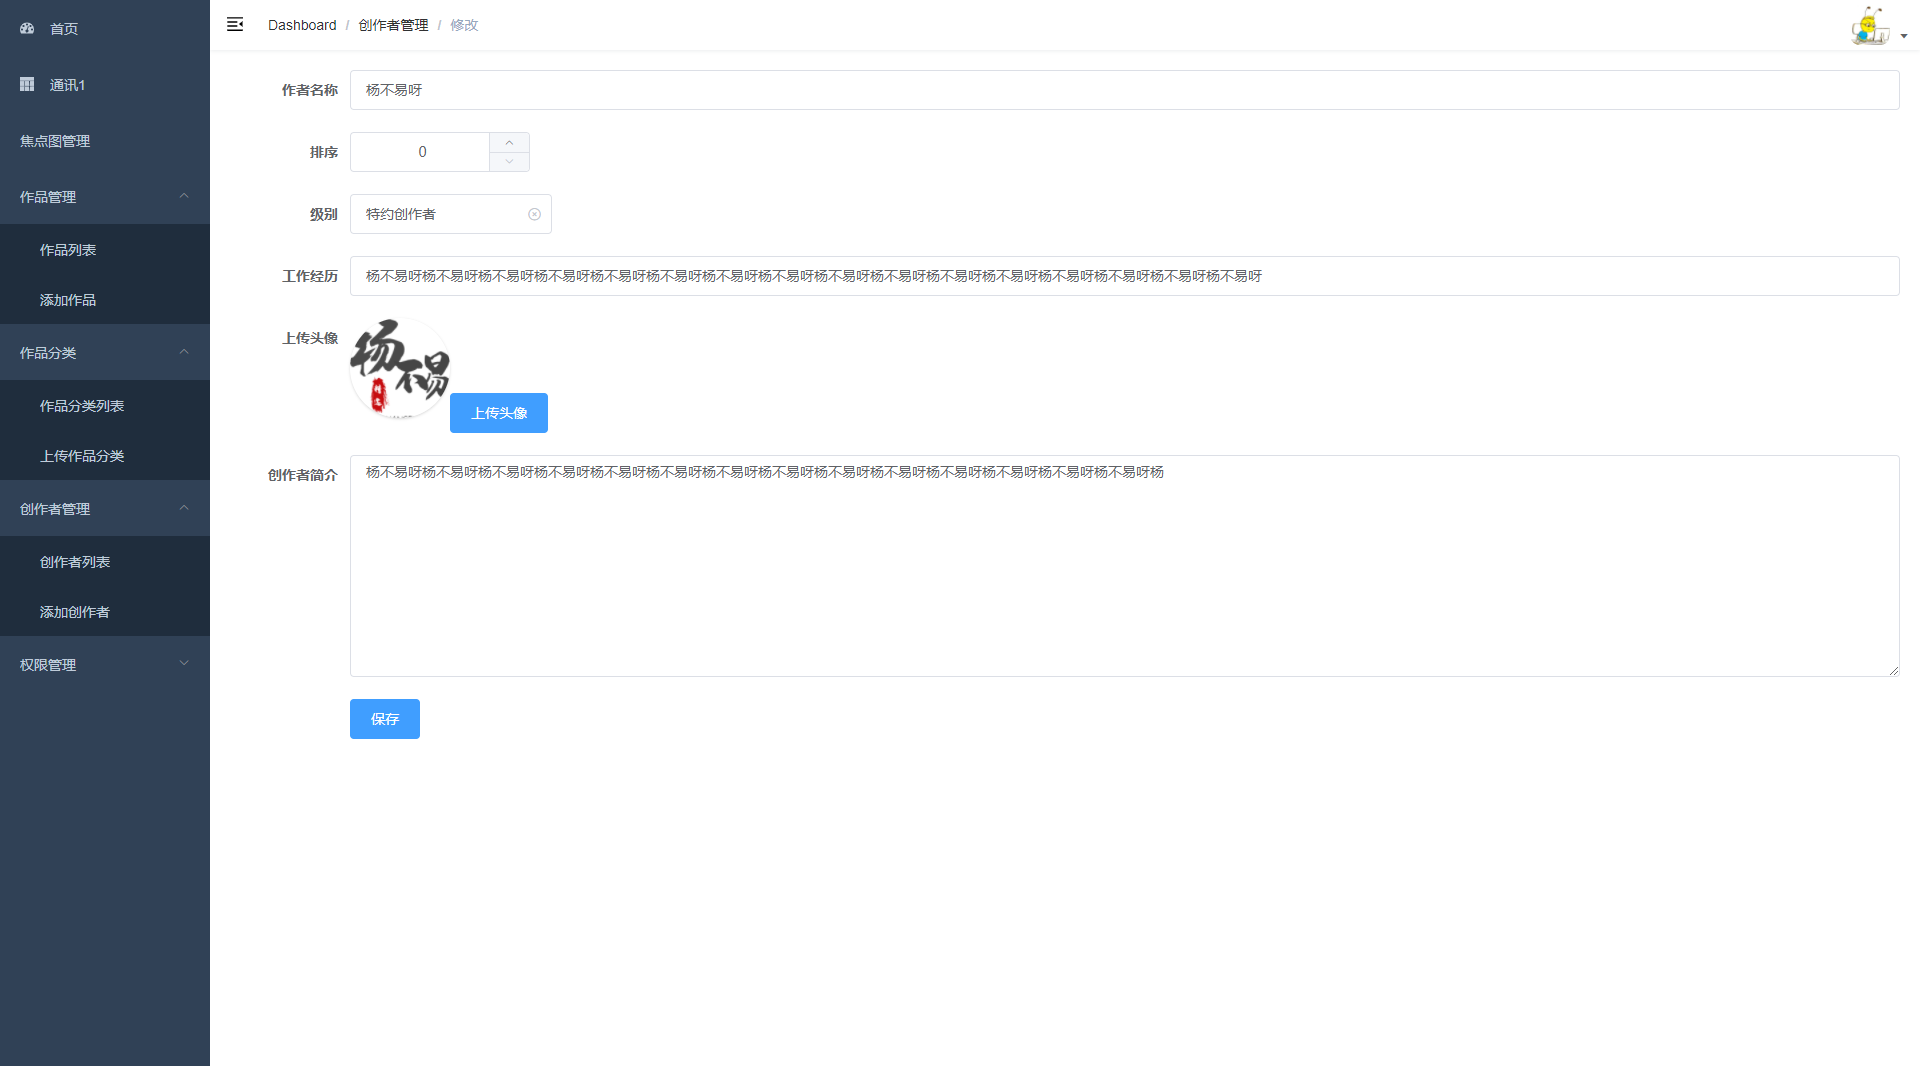 首页
通讯1
焦点图管理
作品管理
作品列表
添加作品
作品分类
作品分类列表
上传作品分类
创作者管理
创作者列表
添加创作者
权限管理
Dashboard / 创作者管理 / 修改
作者名称 杨不易呀
排序 0
级别 特约创作者
工作经历 杨不易呀杨不易呀杨不易呀杨不易呀杨不易呀杨不易呀杨不易呀杨不易呀杨不易呀杨不易呀杨不易呀杨不易呀杨不易呀杨不易呀杨不易呀杨不易呀
上传头像
杨不易
上传头像
创作者简介 杨不易呀杨不易呀杨不易呀杨不易呀杨不易呀杨不易呀杨不易呀杨不易呀杨不易呀杨不易呀杨不易呀杨不易呀杨不易呀杨不易呀杨
保存